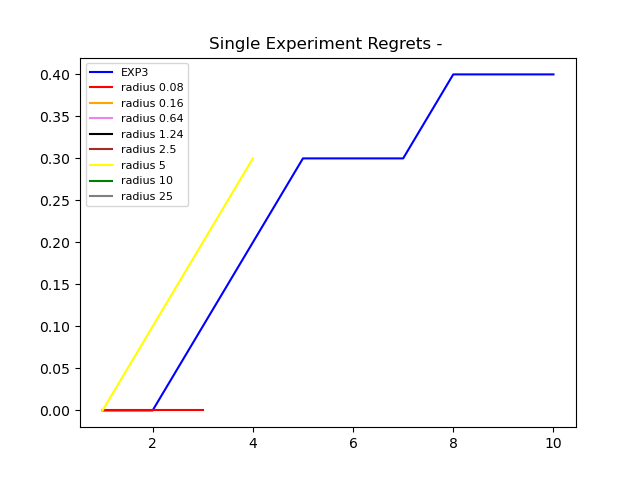 Single Experiment Regrets -
EXP3
radius 0.08
radius 0.16
radius 0.64
radius 1.24
radius 2.5
radius 5
radius 10
radius 25
0.40
0.35
0.30
0.25
0.20
0.15
0.10
0.05
0.00
2 4 6 8 10